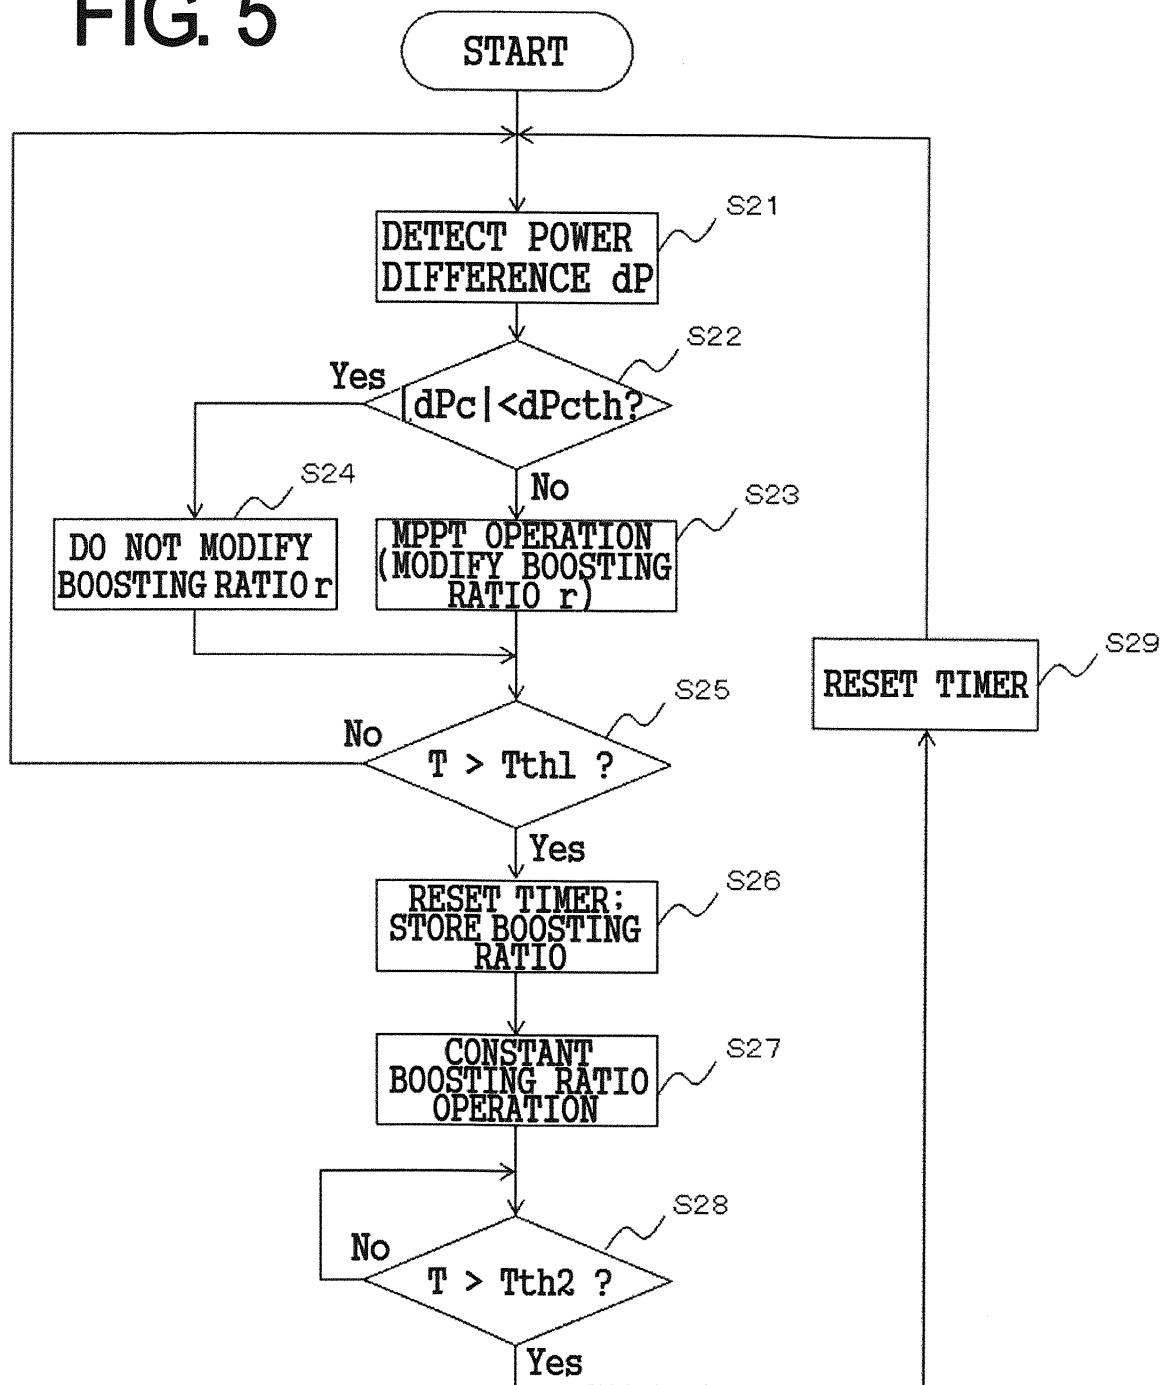 FIG. 5
START
S21
DETECT POWER
DIFFERENCE dP
S22
Yes
|dPc|<dPcth?
No
S24
DO NOT MODIFY
BOOSTING RATIO r
S23
MPPT OPERATION
(MODIFY BOOSTING
RATIO r)
S25
No
T > Tth1 ?
Yes
S29
RESET TIMER
S26
RESET TIMER;
STORE BOOSTING
RATIO
S27
CONSTANT
BOOSTING RATIO
OPERATION
S28
No
T > Tth2 ?
Yes